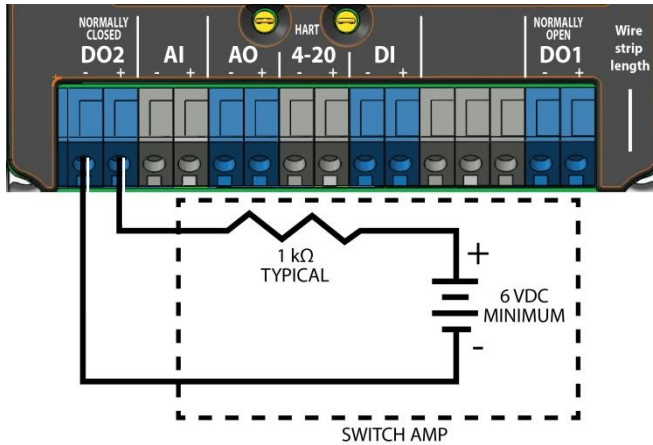 NORMALLY CLOSED
DO2
- +
AI
- +
AO
- +
HART
4-20
- +
DI
- +
NORMALLY OPEN
DO1
- +
Wire strip length
1 kΩ
TYPICAL
+
6 VDC
MINIMUM
-
SWITCH AMP